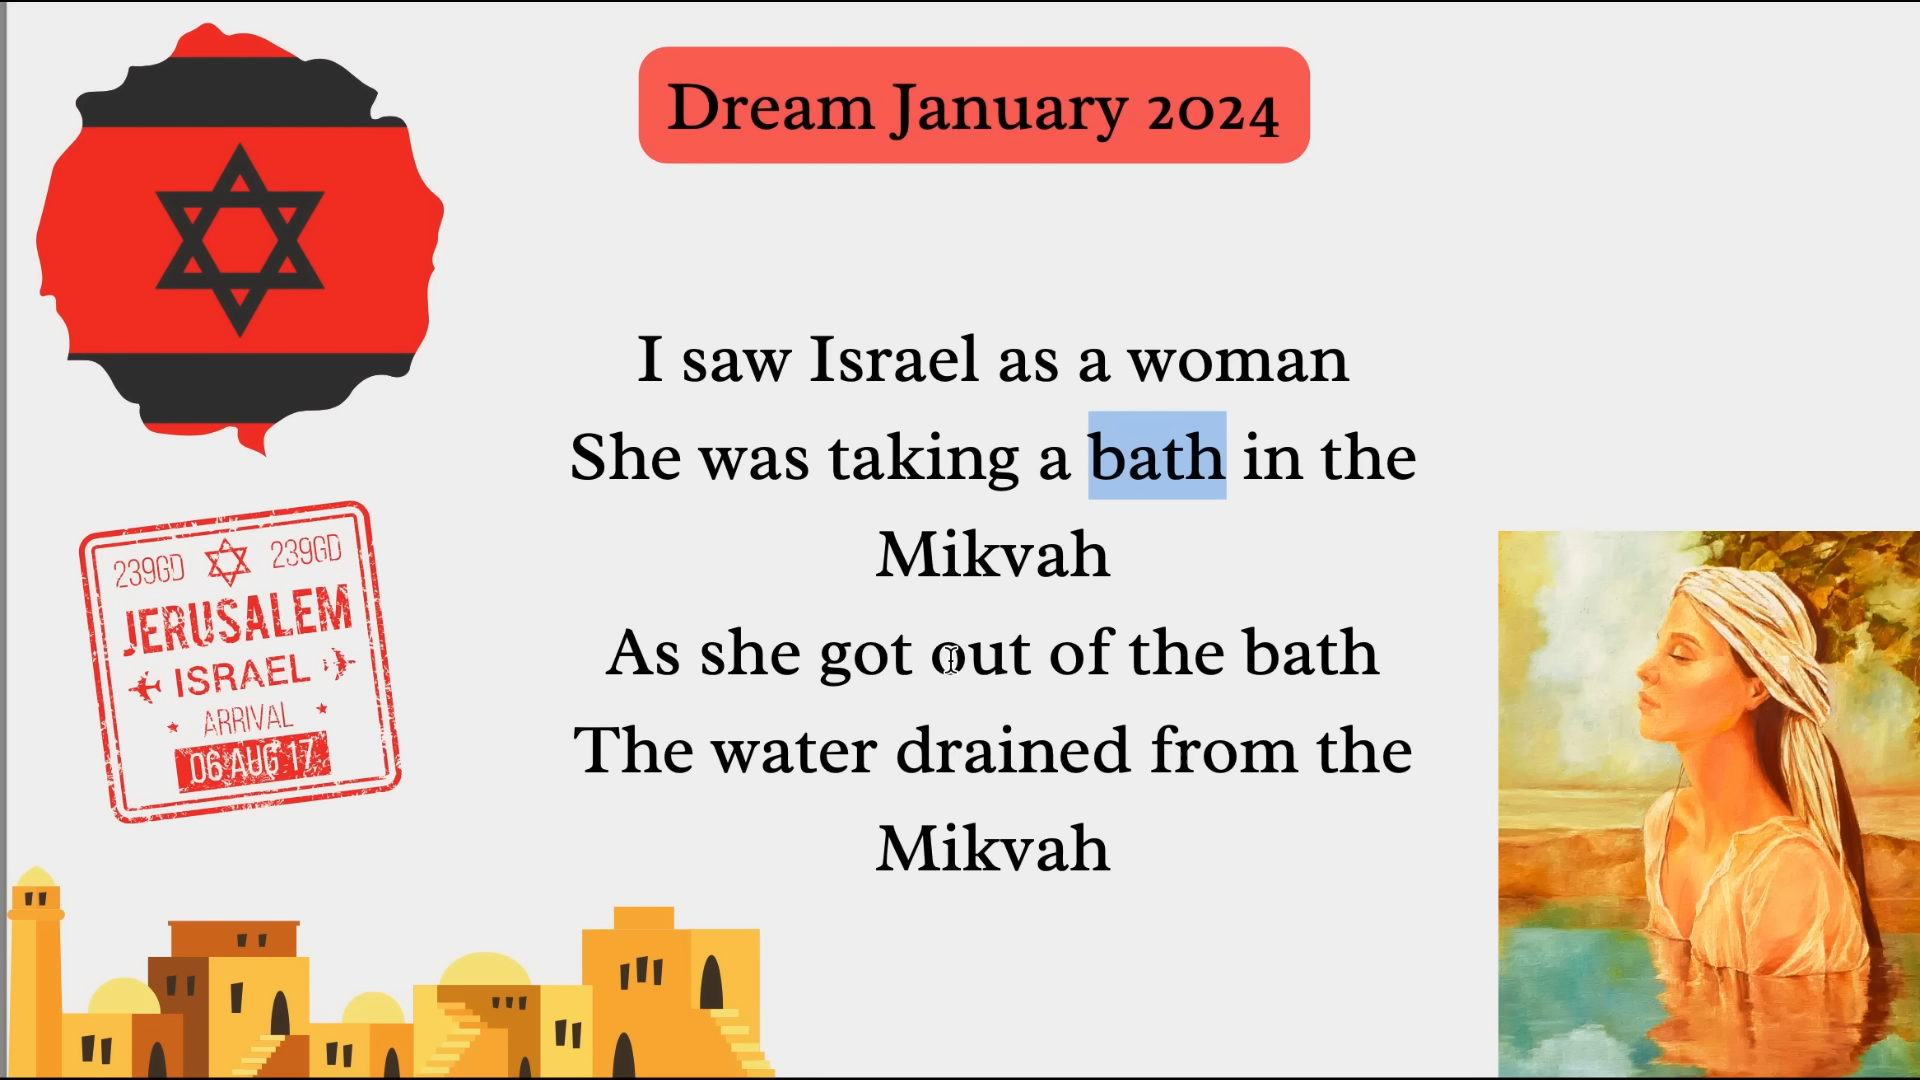 Dream January 2024
I saw Israel as a woman
She was taking a bath in the
Mikvah
As she got out of the bath
The water drained from the
Mikvah
239GD 239GD
JERUSALEM
ISRAEL
ARRIVAL
06 AUG 17